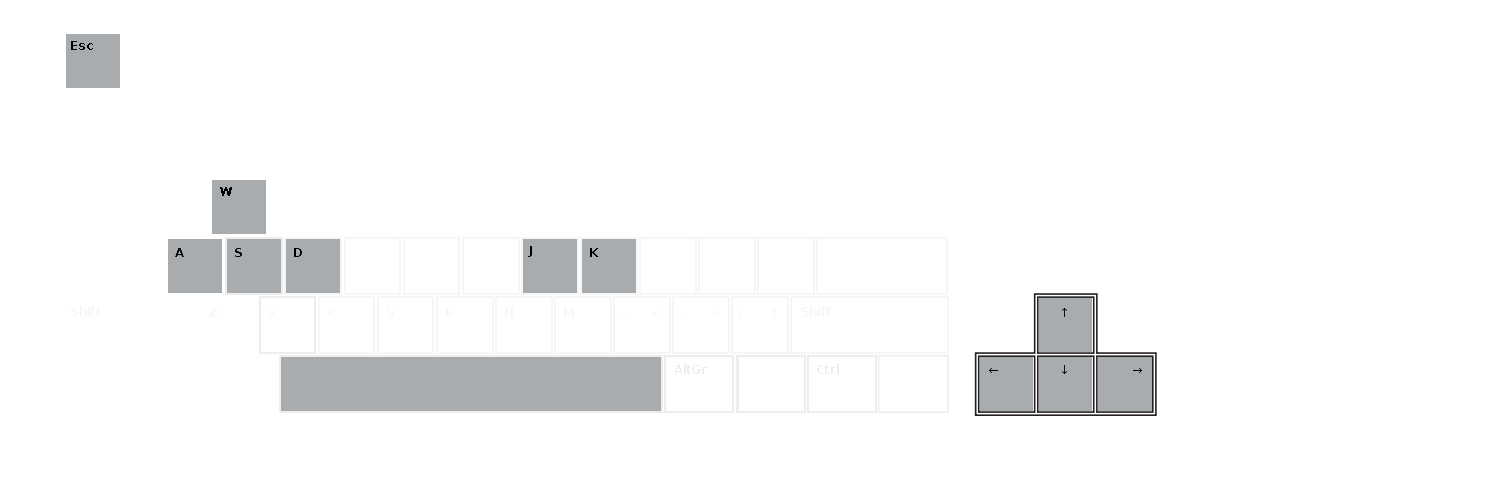 Esc
W
A S D J K
Shift Z X C V B N M , < . > / ? Shift ↑
AltGr Ctrl ← ↓ →